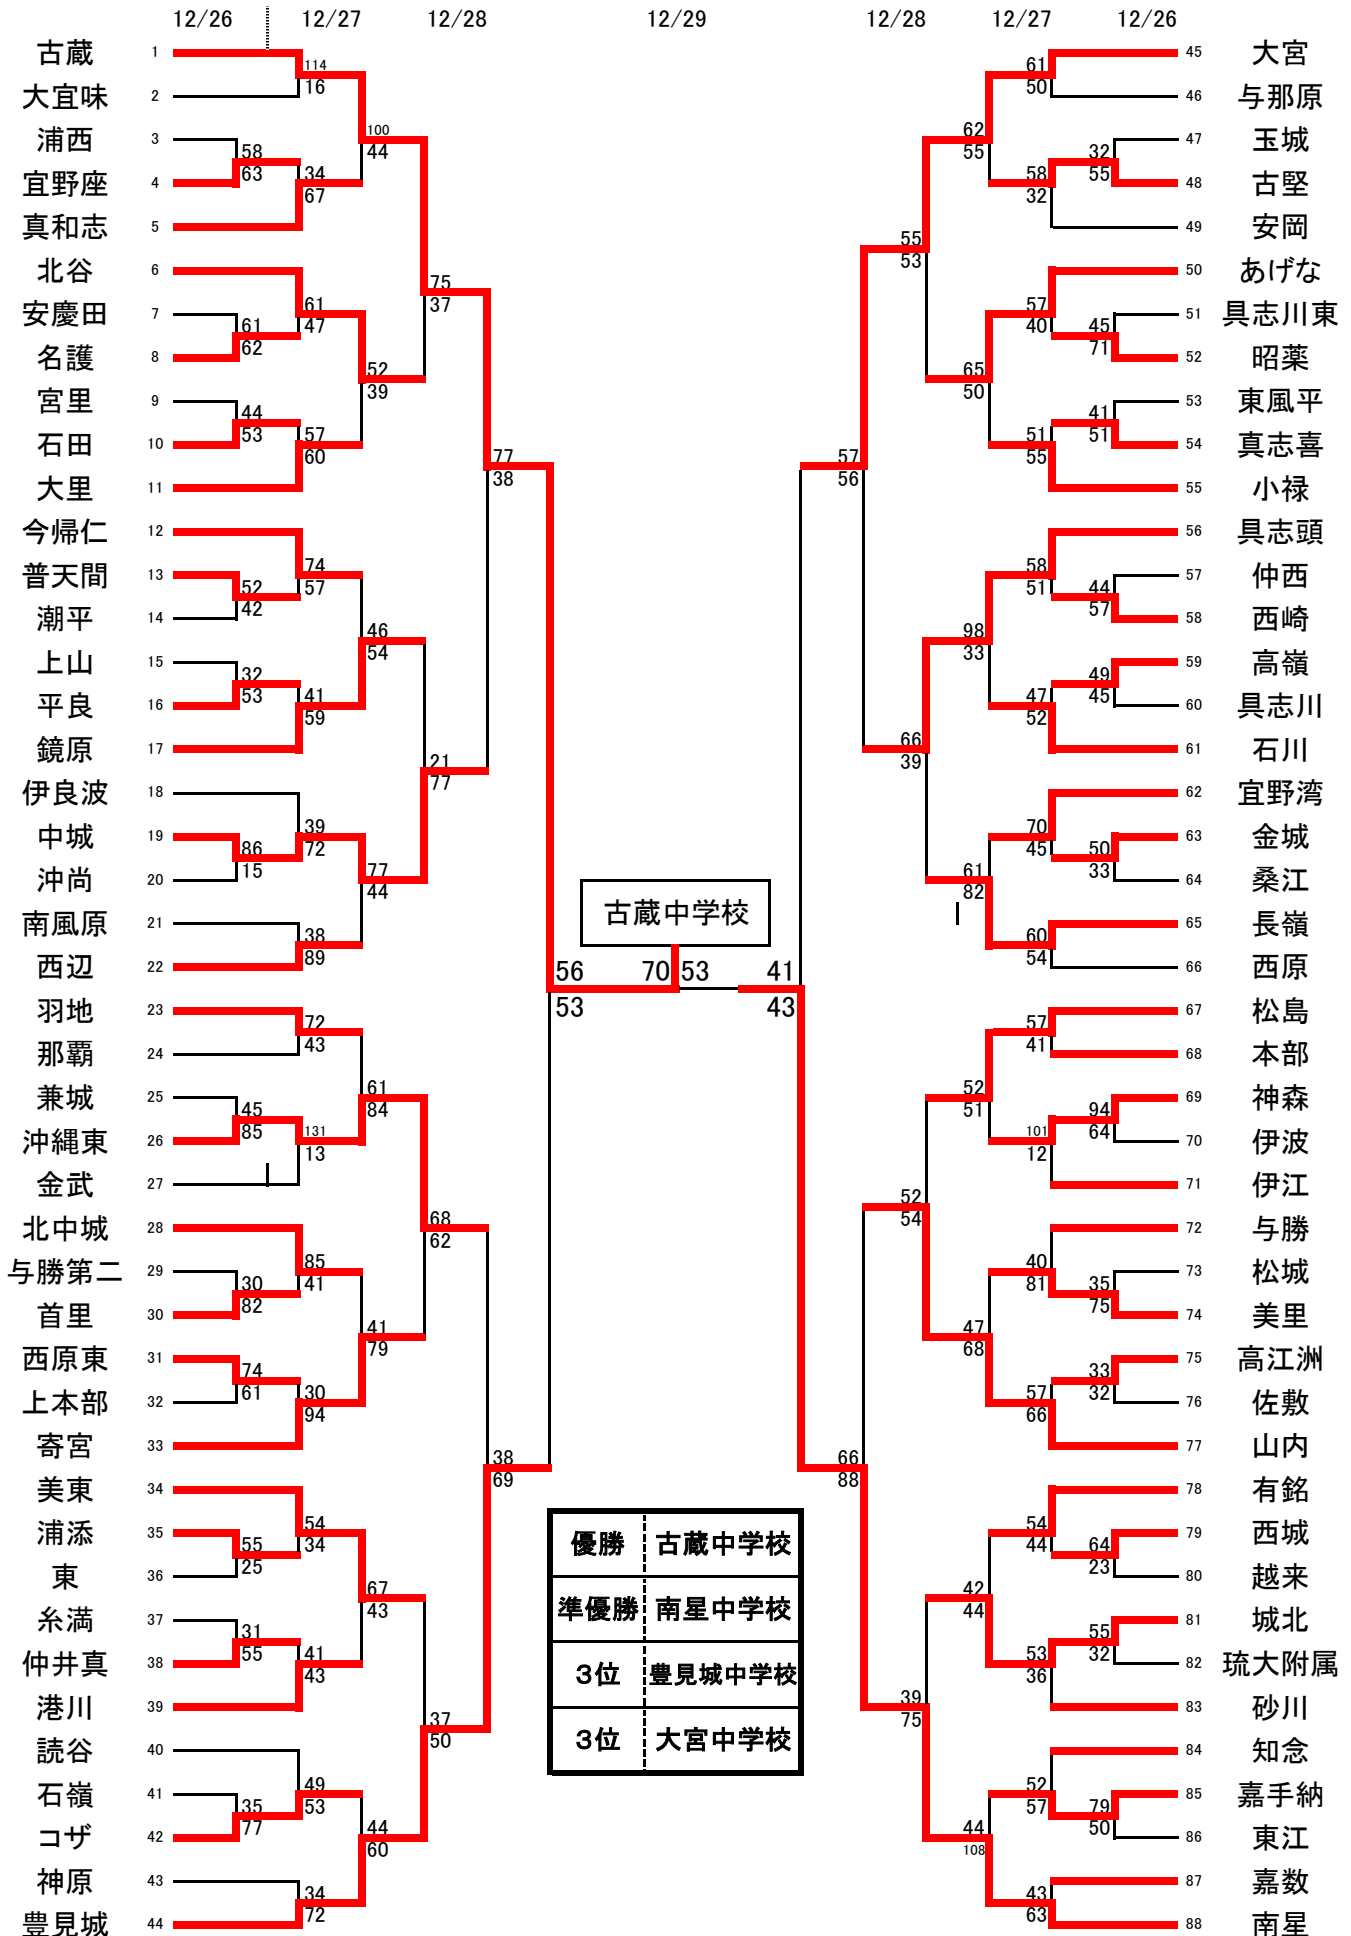 12/26 12/27 12/28 12/29 12/28 12/27 12/26
古蔵 1
大宜味 2
114
16
浦西 3
宜野座 4
58
63
真和志 5
34
67
100
44
北谷 6
安慶田 7
名護 8
61
62
61
47
宮里 9
石田 10
44
53
大里 11
57
60
52
39
75
37
今帰仁 12
普天間 13
潮平 14
52
42
74
57
上山 15
平良 16
32
53
鏡原 17
41
59
46
54
伊良波 18
中城 19
沖尚 20
86
15
39
72
南風原 21
西辺 22
38
89
77
44
21
77
77
38
羽地 23
那覇 24
72
43
兼城 25
沖縄東 26
45
85
金武 27
131
13
61
84
北中城 28
与勝第二 29
首里 30
30
82
85
41
西原東 31
上本部 32
74
61
寄宮 33
30
94
41
79
68
62
美東 34
浦添 35
東 36
55
25
54
34
糸満 37
仲井真 38
31
55
港川 39
41
43
67
43
読谷 40
石嶺 41
コザ 42
35
77
49
53
神原 43
豊見城 44
34
72
44
60
37
50
38
69
56
53
古蔵中学校
70 53
41
43
45 大宮
46 与那原
61
50
47 玉城
48 古堅
32
55
49 安岡
58
32
62
55
50 あげな
51 具志川東
52 昭薬
45
71
57
40
53 東風平
54 真志喜
41
51
55 小禄
51
55
65
50
55
53
56 具志頭
57 仲西
58 西崎
44
57
58
51
59 高嶺
60 具志川
49
45
61 石川
47
52
98
33
62 宜野湾
63 金城
64 桑江
50
33
70
45
65 長嶺
66 西原
60
54
61
82
66
39
57
56
67 松島
68 本部
57
41
69 神森
70 伊波
94
64
71 伊江
101
12
52
51
72 与勝
73 松城
74 美里
35
75
40
81
75 高江洲
76 佐敷
33
32
77 山内
57
66
47
68
52
54
78 有銘
79 西城
80 越来
64
23
54
44
81 城北
82 琉大附属
55
32
83 砂川
53
36
42
44
84 知念
85 嘉手納
86 東江
79
50
52
57
87 嘉数
88 南星
43
63
44
108
39
75
66
88
優勝 古蔵中学校
準優勝 南星中学校
3位 豊見城中学校
3位 大宮中学校